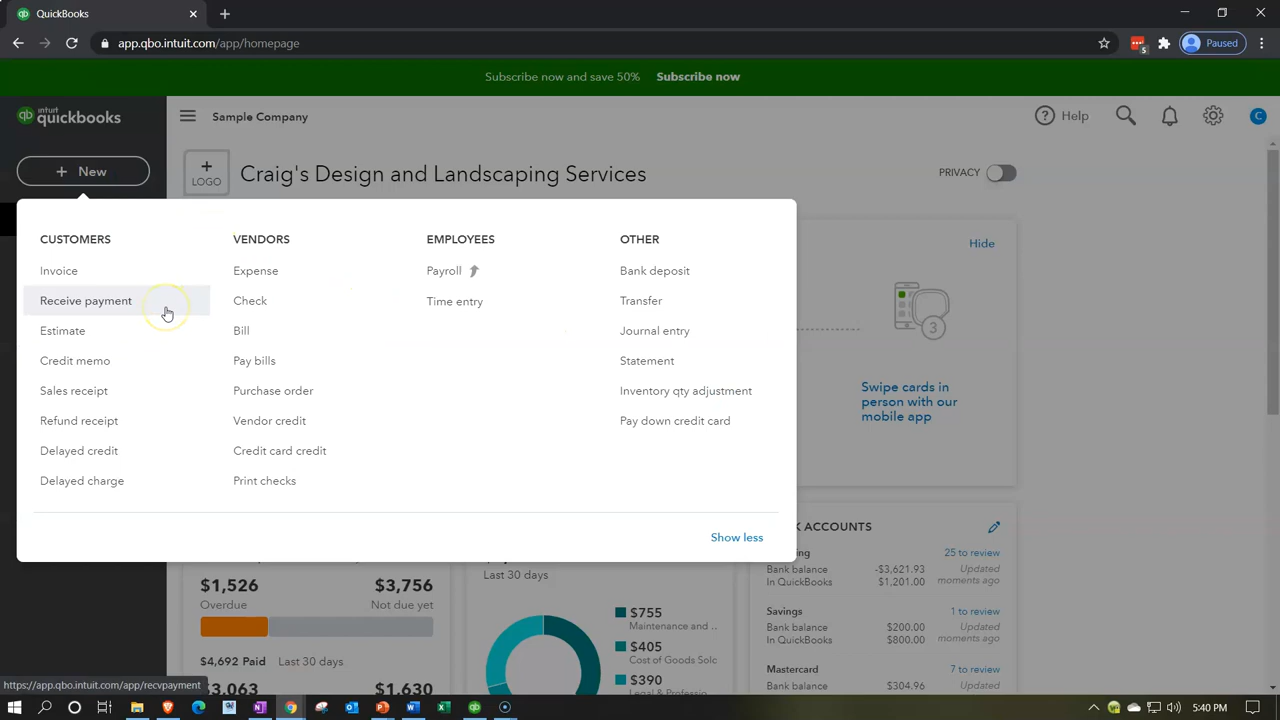 QuickBooks
app.qbo.intuit.com/app/homepage
5
Paused
Subscribe now and save 50% Subscribe now
qb intuit quickbooks
Sample Company
Help
C
+ New
+ LOGO
Craig's Design and Landscaping Services
PRIVACY
CUSTOMERS
Invoice
Receive payment
Estimate
Credit memo
Sales receipt
Refund receipt
Delayed credit
Delayed charge
VENDORS
Expense
Check
Bill
Pay bills
Purchase order
Vendor credit
Credit card credit
Print checks
EMPLOYEES
Payroll
Time entry
OTHER
Bank deposit
Transfer
Journal entry
Statement
Inventory qty adjustment
Pay down credit card
Show less
Hide
3
Swipe cards in
person with our
mobile app
$1,526 $3,756
Overdue Not due yet
$4,692 Paid Last 30 days
$3,063 $1,630
Last 30 days
$755
Maintenance and ..
$405
Cost of Goods Solc
$390
Legal & Professio
K ACCOUNTS
ing 25 to review
Bank balance -$3,621.93 Updated
In QuickBooks $1,201.00 moments ago
Savings 1 to review
Bank balance $200.00 Updated
In QuickBooks $800.00 moments ago
Mastercard 7 to review
Bank balance $304.96 Updated
https://app.qbo.intuit.com/app/recvpayment
5:40 PM